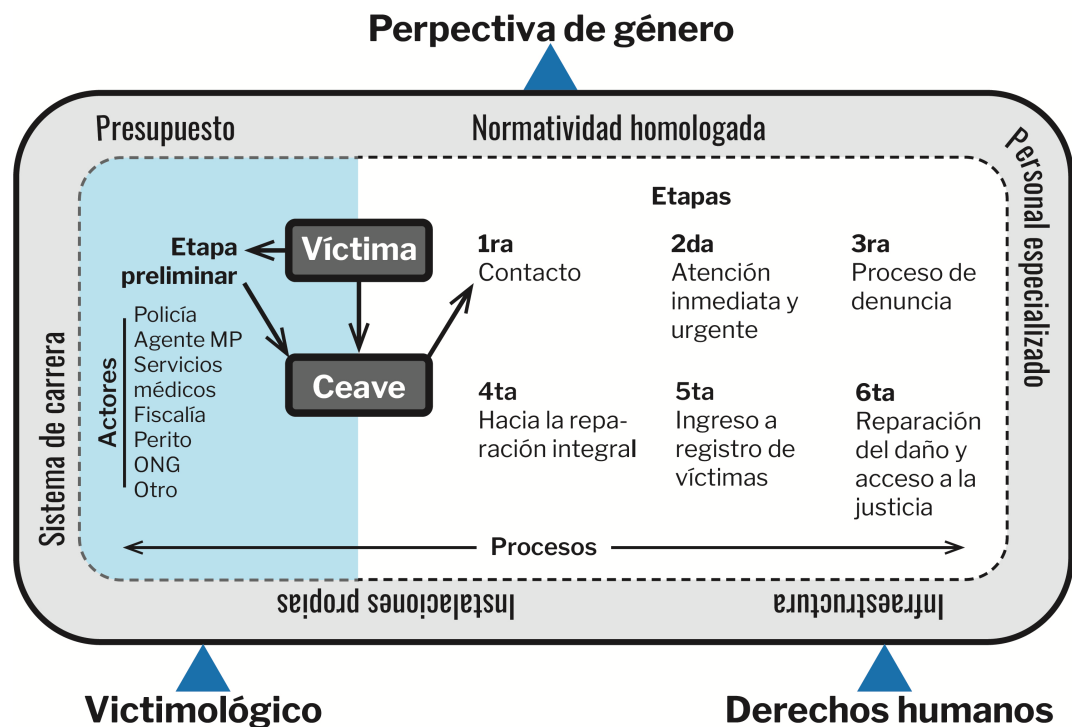 Perpectiva de género
Presupuesto
Normatividad homologada
Personal especializado
Sistema de carrera
Etapas
Etapa
preliminar
Víctima
Ceave
Actores
Policía
Agente MP
Servicios
médicos
Fiscalía
Perito
ONG
Otro
1ra
Contacto
2da
Atención
inmediata y
urgente
3ra
Proceso de
denuncia
4ta
Hacia la repa-
ración integral
5ta
Ingreso a
registro de
víctimas
6ta
Reparación
del daño y
acceso a la
justicia
Procesos
Instalaciones propias
Infraestructura
Victimológico
Derechos humanos